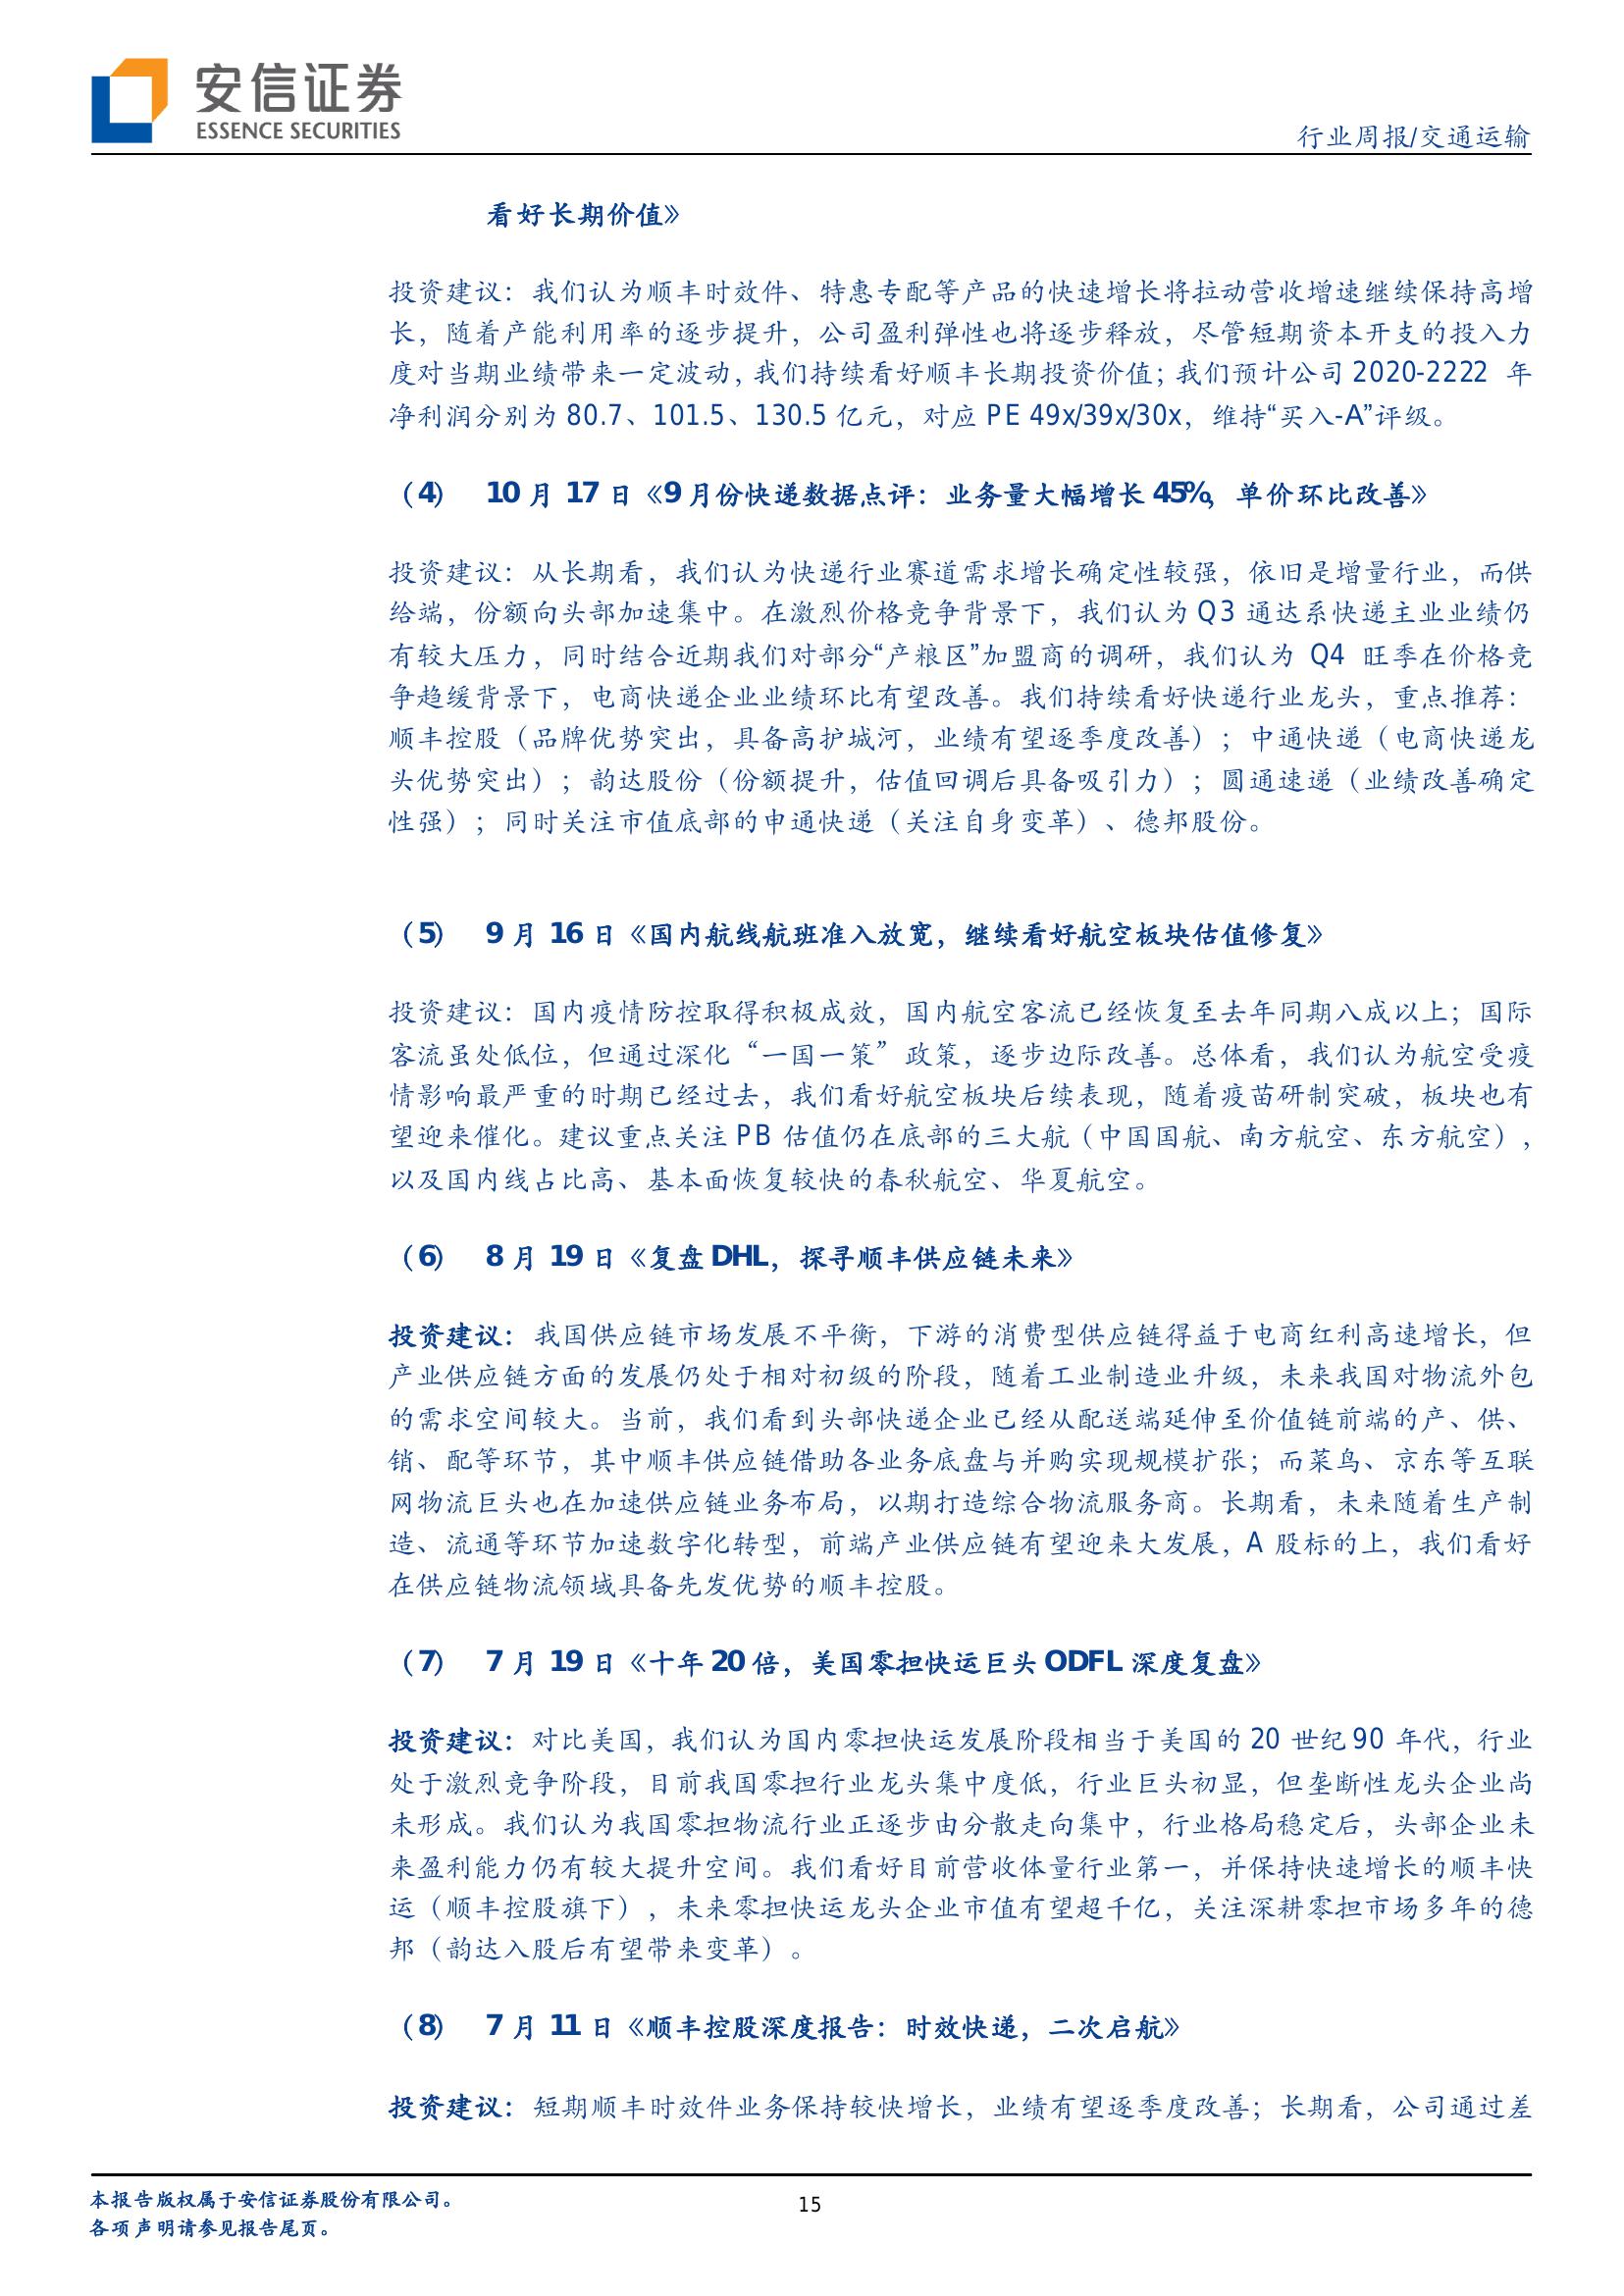 安信证券
ESSENCE SECURITIES
行业周报/交通运输
看好长期价值》
投资建议：我们认为顺丰时效件、特惠专配等产品的快速增长将拉动营收增速继续保持高增
长，随着产能利用率的逐步提升，公司盈利弹性也将逐步释放，尽管短期资本开支的投入力
度对当期业绩带来一定波动，我们持续看好顺丰长期投资价值；我们预计公司 2020-2222 年
净利润分别为 80.7、101.5、130.5 亿元，对应 PE 49x/39x/30x，维持“买入-A”评级。
（4） 10 月 17 日《9 月份快递数据点评：业务量大幅增长 45%，单价环比改善》
投资建议：从长期看，我们认为快递行业赛道需求增长确定性较强，依旧是增量行业，而供
给端，份额向头部加速集中。在激烈价格竞争背景下，我们认为 Q3 通达系快递主业业绩仍
有较大压力，同时结合近期我们对部分“产粮区”加盟商的调研，我们认为 Q4 旺季在价格竞
争趋缓背景下，电商快递企业业绩环比有望改善。我们持续看好快递行业龙头，重点推荐：
顺丰控股（品牌优势突出，具备高护城河，业绩有望逐季度改善）；中通快递（电商快递龙
头优势突出）；韵达股份（份额提升，估值回调后具备吸引力）；圆通速递（业绩改善确定
性强）；同时关注市值底部的申通快递（关注自身变革）、德邦股份。
（5） 9 月 16 日《国内航线航班准入放宽，继续看好航空板块估值修复》
投资建议：国内疫情防控取得积极成效，国内航空客流已经恢复至去年同期八成以上；国际
客流虽处低位，但通过深化“一国一策”政策，逐步边际改善。总体看，我们认为航空受疫
情影响最严重的时期已经过去，我们看好航空板块后续表现，随着疫苗研制突破，板块也有
望迎来催化。建议重点关注 PB 估值仍在底部的三大航（中国国航、南方航空、东方航空），
以及国内线占比高、基本面恢复较快的春秋航空、华夏航空。
（6） 8 月 19 日《复盘 DHL，探寻顺丰供应链未来》
投资建议：我国供应链市场发展不平衡，下游的消费型供应链得益于电商红利高速增长，但
产业供应链方面的发展仍处于相对初级的阶段，随着工业制造业升级，未来我国对物流外包
的需求空间较大。当前，我们看到头部快递企业已经从配送端延伸至价值链前端的产、供、
销、配等环节，其中顺丰供应链借助各业务底盘与并购实现规模扩张；而菜鸟、京东等互联
网物流巨头也在加速供应链业务布局，以期打造综合物流服务商。长期看，未来随着生产制
造、流通等环节加速数字化转型，前端产业供应链有望迎来大发展，A 股标的上，我们看好
在供应链物流领域具备先发优势的顺丰控股。
（7） 7 月 19 日《十年 20 倍，美国零担快运巨头 ODFL 深度复盘》
投资建议：对比美国，我们认为国内零担快运发展阶段相当于美国的 20 世纪 90 年代，行业
处于激烈竞争阶段，目前我国零担行业龙头集中度低，行业巨头初显，但垄断性龙头企业尚
未形成。我们认为我国零担物流行业正逐步由分散走向集中，行业格局稳定后，头部企业未
来盈利能力仍有较大提升空间。我们看好目前营收体量行业第一，并保持快速增长的顺丰快
运（顺丰控股旗下），未来零担快运龙头企业市值有望超千亿，关注深耕零担市场多年的德
邦（韵达入股后有望带来变革）。
（8） 7 月 11 日《顺丰控股深度报告：时效快递，二次启航》
投资建议：短期顺丰时效件业务保持较快增长，业绩有望逐季度改善；长期看，公司通过差
本报告版权属于安信证券股份有限公司。
各项声明请参见报告尾页。
15